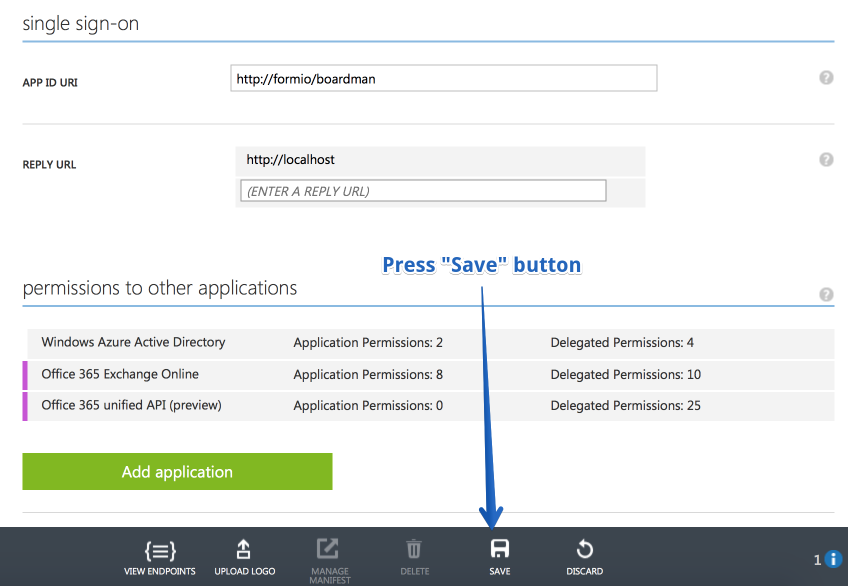 single sign-on
APP ID URI
http://formio/boardman
?
REPLY URL
http://localhost
?
(ENTER A REPLY URL)
Press "Save" button
permissions to other applications
?
Windows Azure Active Directory Application Permissions: 2 Delegated Permissions: 4
Office 365 Exchange Online Application Permissions: 8 Delegated Permissions: 10
Office 365 unified API (preview) Application Permissions: 0 Delegated Permissions: 25
Add application
VIEW ENDPOINTS
UPLOAD LOGO
MANAGE
MANIFEST
DELETE
SAVE
DISCARD
1 i